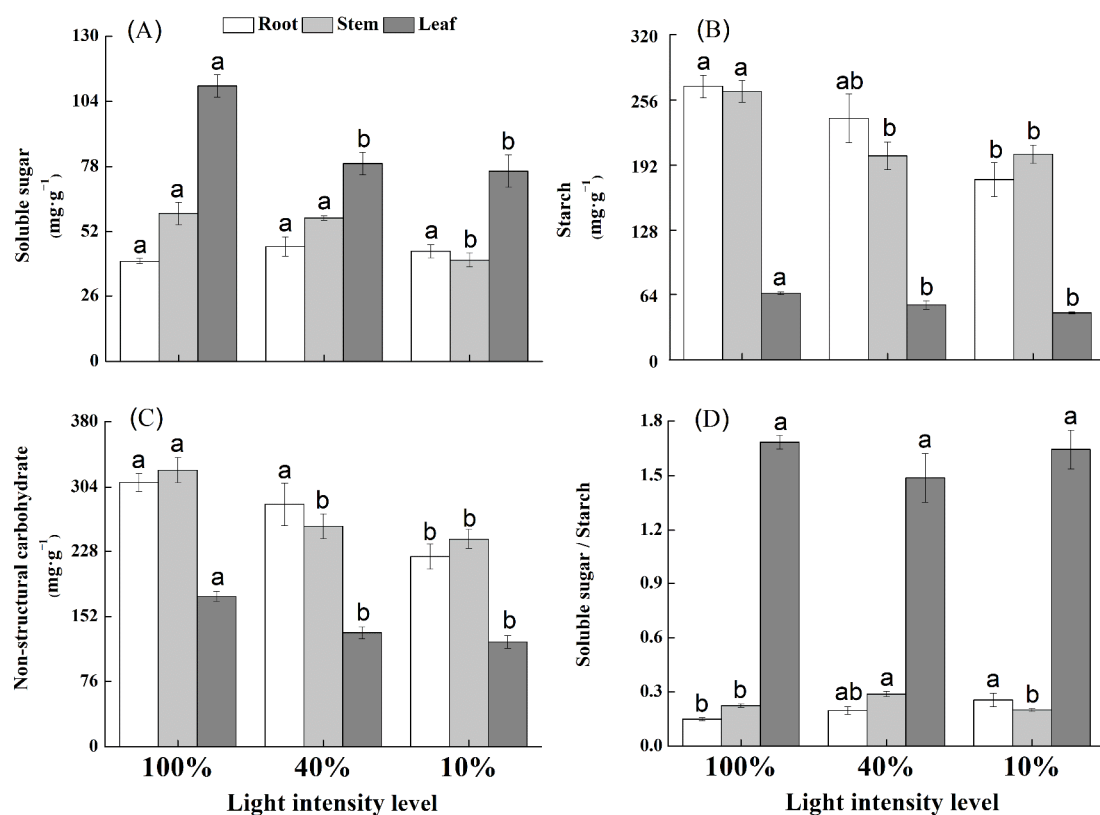 (A)
Root Stem Leaf
130
104
78
52
26
0
Soluble sugar
(mg·g⁻¹)
a
a
a
a
a
b
a
b
b
(B)
320
256
192
128
64
0
Starch
(mg·g⁻¹)
a
a
a
ab
b
b
b
b
b
(C)
380
304
228
152
76
0
Non-structural carbohydrate
(mg·g⁻¹)
a
a
a
a
b
b
b
b
b
100% 40% 10%
Light intensity level
(D)
1.8
1.5
1.2
0.9
0.6
0.3
0.0
Soluble sugar / Starch
b
b
a
ab
a
a
a
b
a
100% 40% 10%
Light intensity level